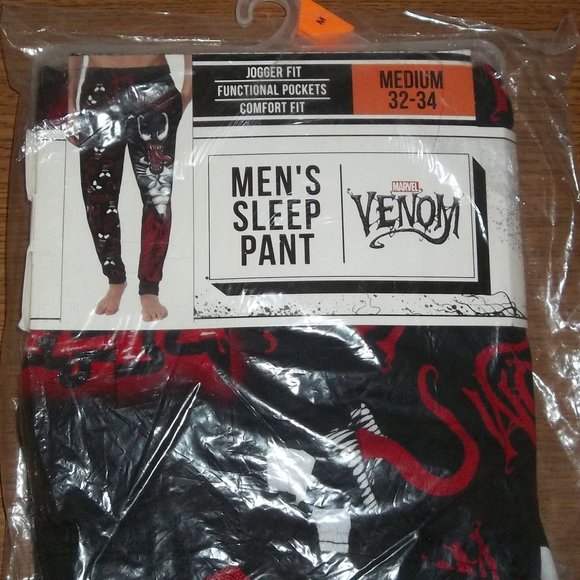 M
JOGGER FIT
FUNCTIONAL POCKETS
COMFORT FIT
MEDIUM
32-34
MEN'S
SLEEP
PANT
MARVEL
VENOM